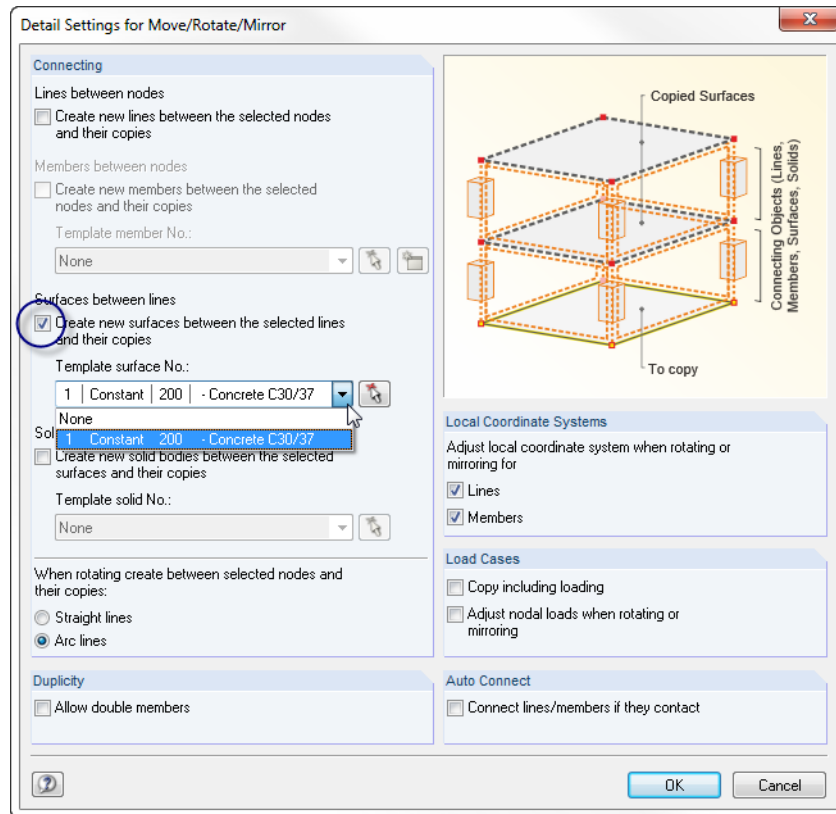 Detail Settings for Move/Rotate/Mirror
Connecting
Lines between nodes
Create new lines between the selected nodes
and their copies
Members between nodes
Create new members between the selected
nodes and their copies
Template member No.:
None
Surfaces between lines
Create new surfaces between the selected lines
and their copies
Template surface No.:
1 Constant 200 - Concrete C30/37
None
1 Constant 200 - Concrete C30/37
Sol
Create new solid bodies between the selected
surfaces and their copies
Template solid No.:
None
When rotating create between selected nodes and
their copies:
Straight lines
Arc lines
Duplicity
Allow double members
Copied Surfaces
Connecting Objects (Lines,
Members, Surfaces, Solids)
To copy
Local Coordinate Systems
Adjust local coordinate system when rotating or
mirroring for
Lines
Members
Load Cases
Copy including loading
Adjust nodal loads when rotating or
mirroring
Auto Connect
Connect lines/members if they contact
OK
Cancel